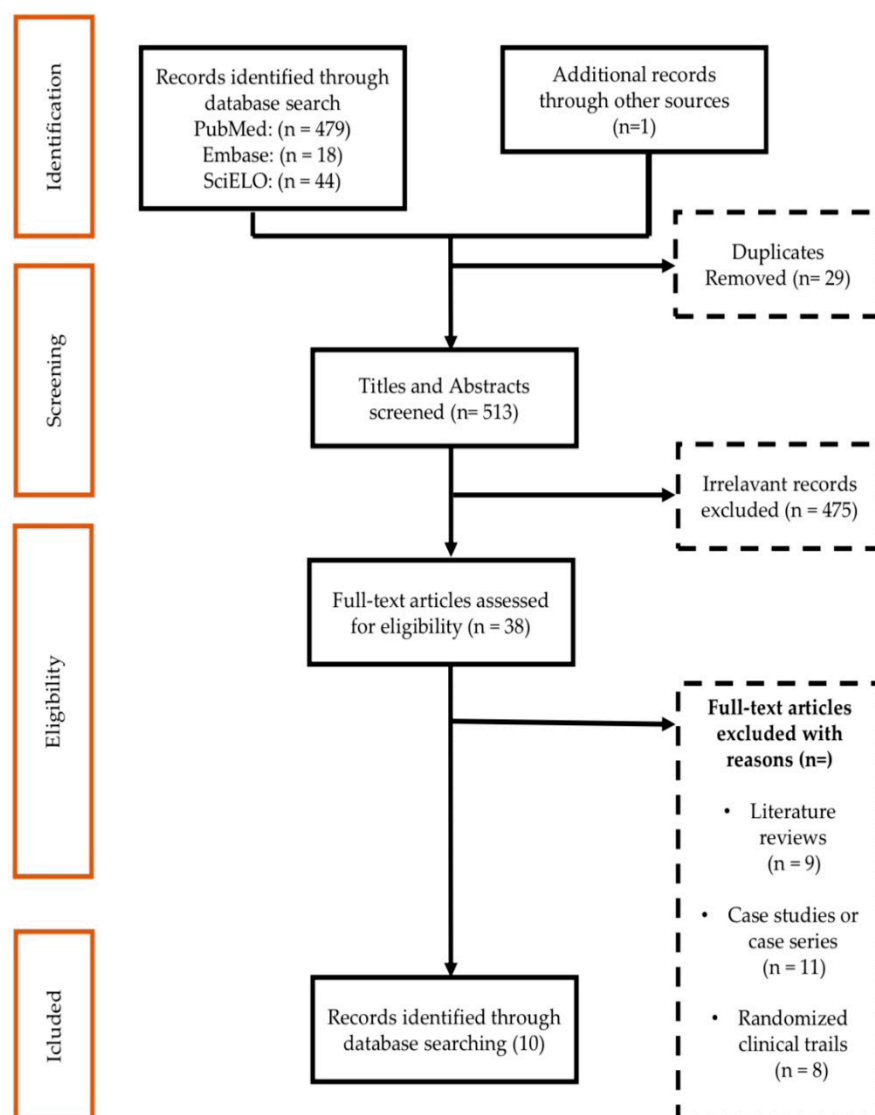 Identification
Records identified through
database search
PubMed: (n = 479)
Embase: (n = 18)
SciELO: (n = 44)
Additional records
through other sources
(n=1)
Duplicates
Removed (n= 29)
Screening
Titles and Abstracts
screened (n= 513)
Irrelavant records
excluded (n = 475)
Eligibility
Full-text articles assessed
for eligibility (n = 38)
Full-text articles
excluded with
reasons (n=)
• Literature
reviews
(n = 9)
• Case studies or
case series
(n = 11)
• Randomized
clinical trails
(n = 8)
Icluded
Records identified through
database searching (10)